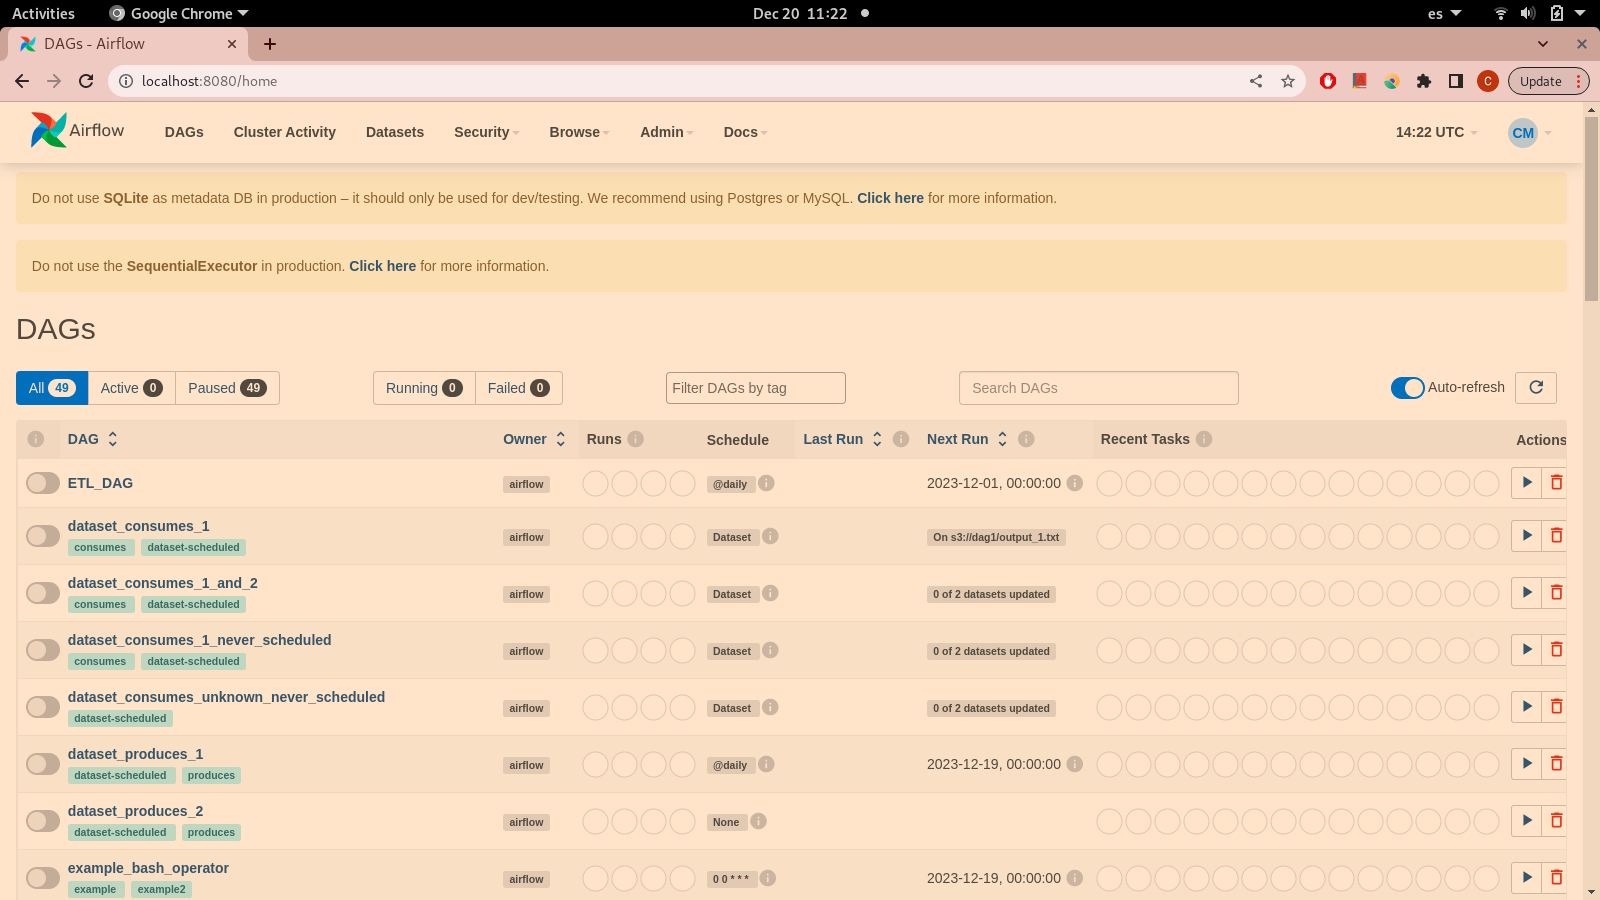 Activities Google Chrome Dec 20 11:22 es
DAGs - Airflow
localhost:8080/home C Update
Airflow DAGs Cluster Activity Datasets Security Browse Admin Docs 14:22 UTC CM
Do not use SQLite as metadata DB in production – it should only be used for dev/testing. We recommend using Postgres or MySQL. Click here for more information.
Do not use the SequentialExecutor in production. Click here for more information.
DAGs
All 49 Active 0 Paused 49 Running 0 Failed 0 Filter DAGs by tag Search DAGs Auto-refresh
DAG Owner Runs Schedule Last Run Next Run Recent Tasks Actions
ETL_DAG airflow @daily 2023-12-01, 00:00:00
dataset_consumes_1
consumes dataset-scheduled airflow Dataset On s3://dag1/output_1.txt
dataset_consumes_1_and_2
consumes dataset-scheduled airflow Dataset 0 of 2 datasets updated
dataset_consumes_1_never_scheduled
consumes dataset-scheduled airflow Dataset 0 of 2 datasets updated
dataset_consumes_unknown_never_scheduled
dataset-scheduled airflow Dataset 0 of 2 datasets updated
dataset_produces_1
dataset-scheduled produces airflow @daily 2023-12-19, 00:00:00
dataset_produces_2
dataset-scheduled produces airflow None
example_bash_operator
example example2 airflow 0 0 * * * 2023-12-19, 00:00:00